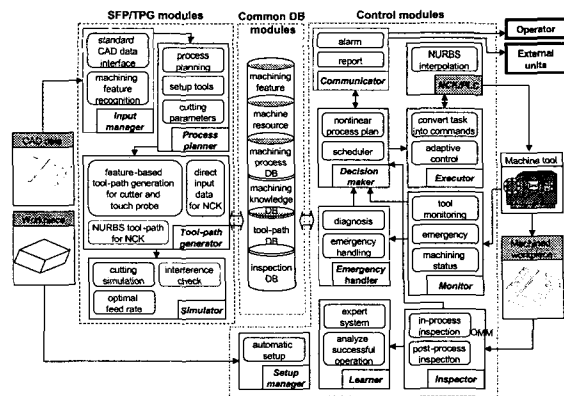 SFP/TPG modules
Common DB
modules
Control modules
standard
CAD data
interface
machining
feature
recognition
Input
manager
process
planning
setup tools
cutting
parameters
Process
planner
feature-based
tool-path generation
for cutter and
touch probe
direct
input data
for NCK
NURBS tool-path
for NCK
Tool-path
generator
cutting
simulation
interference
check
optimal
feed rate
Simulator
CAD data
Workpiece
machining
feature
machine
resource
machining
process
DB
machining
knowledge
DB
tool-path
DB
inspection
DB
automatic
setup
Setup
manager
alarm
report
Communicator
NURBS
interpolation
NCK/PLC
Operator
External
units
nonlinear
process plan
scheduler
Decision
maker
convert task
into commands
adaptive
control
Executor
diagnosis
emergency
handling
Emergency
handler
tool
monitoring
emergency
machining
status
Monitor
expert
system
analyze
successful
operation
Learner
in-process
inspection
OMM
post-process
inspection
Inspector
Machine tool
Machined
workpiece